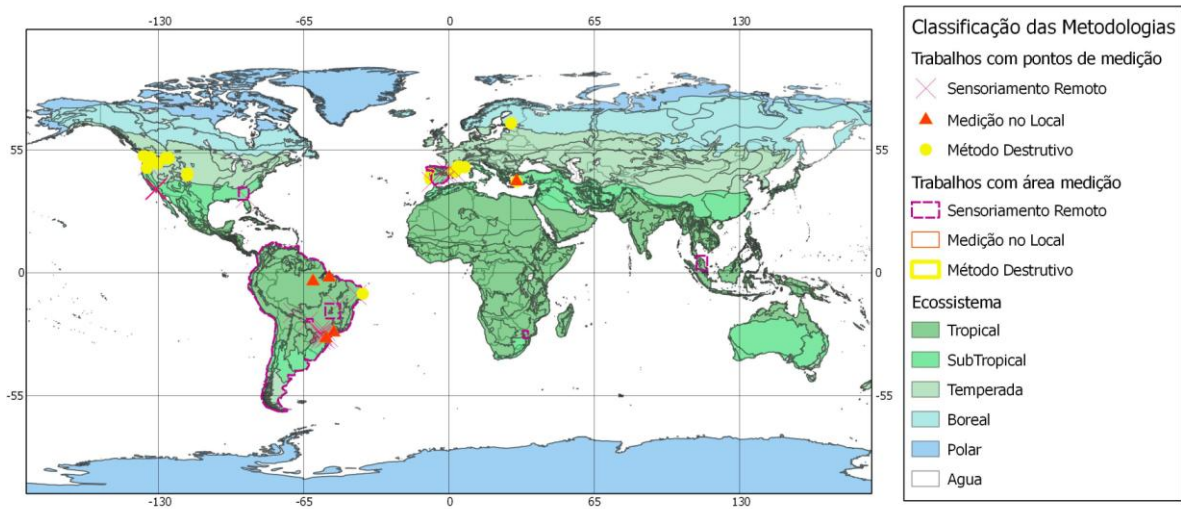 -130 -65 0 65 130
55 55
0 0
-55 -55
-130 -65 0 65 130
Classificação das Metodologias
Trabalhos com pontos de medição
Sensoriamento Remoto
Medição no Local
Método Destrutivo
Trabalhos com área medição
Sensoriamento Remoto
Medição no Local
Método Destrutivo
Ecossistema
Tropical
SubTropical
Temperada
Boreal
Polar
Agua